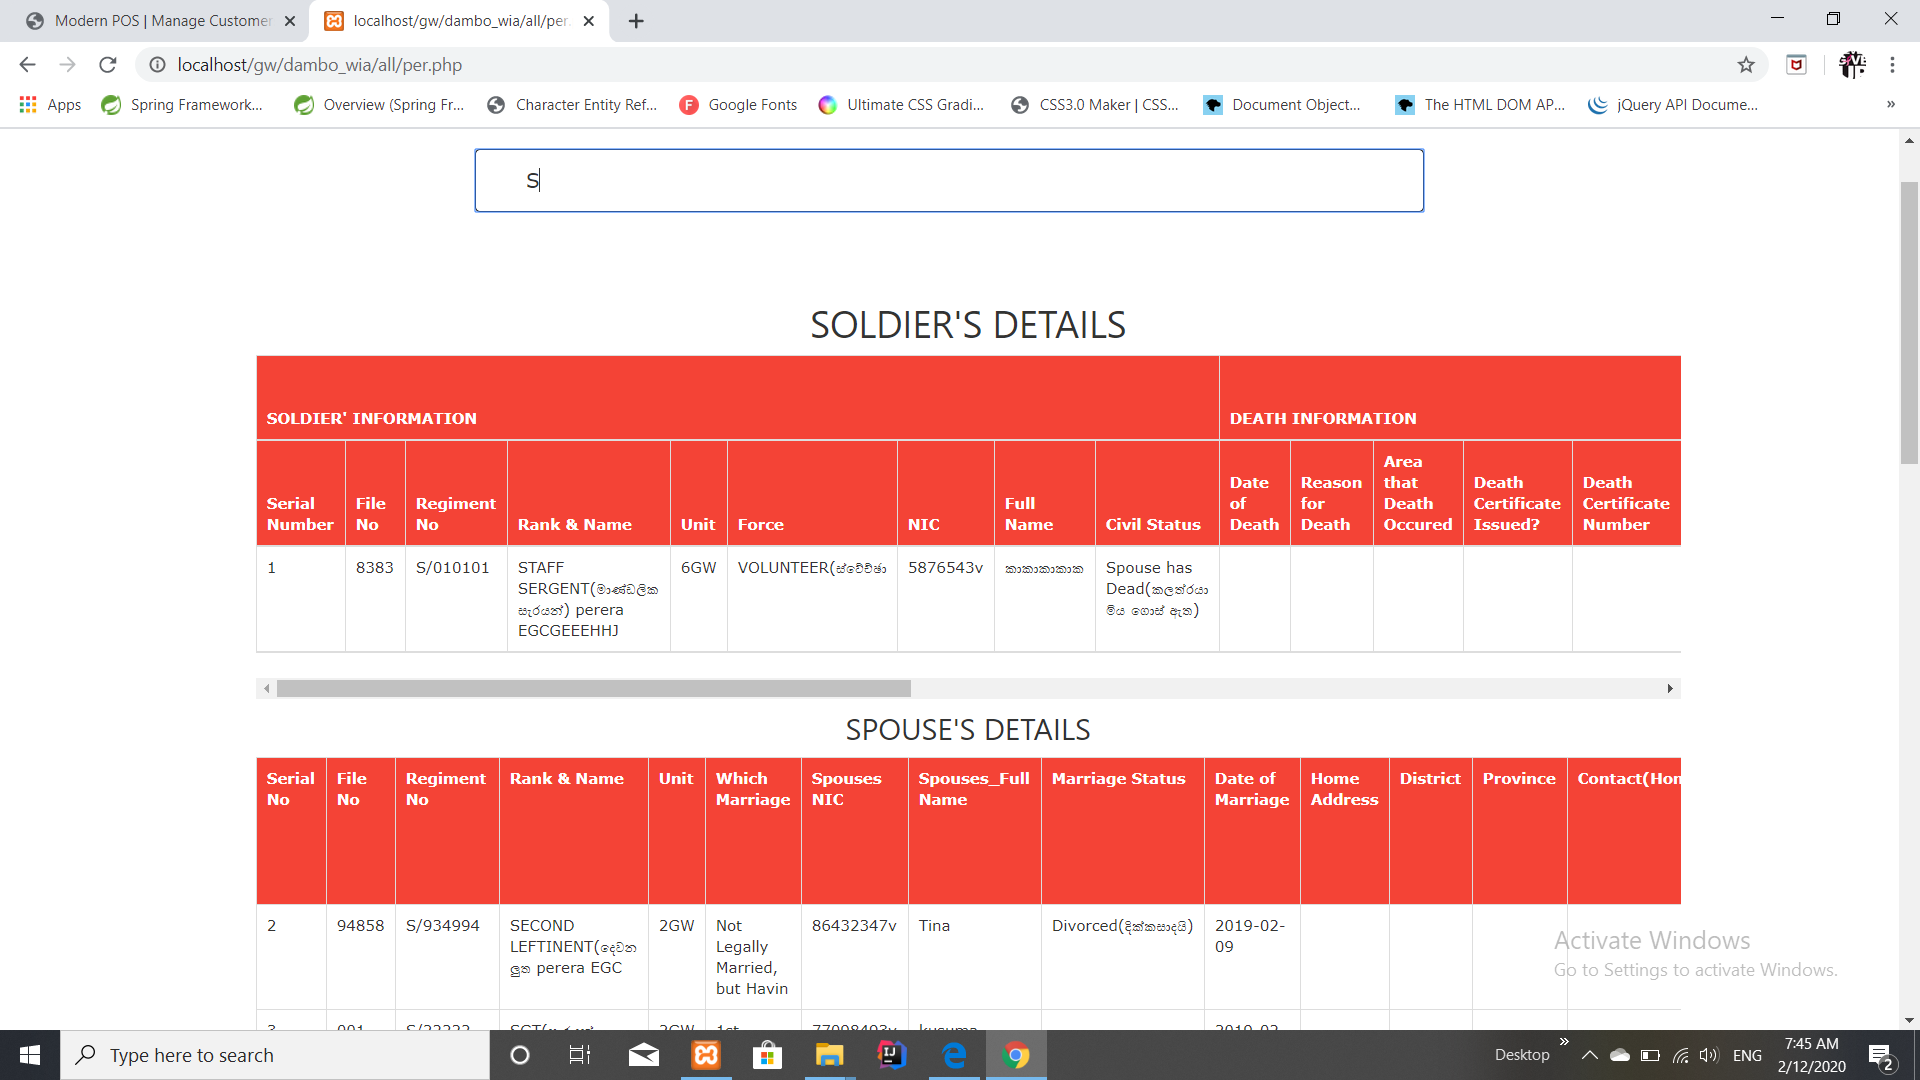 Modern POS | Manage Customer
localhost/gw/dambo_wia/all/per.
localhost/gw/dambo_wia/all/per.php
Apps
Spring Framework...
Overview (Spring Fr...
Character Entity Ref...
Google Fonts
Ultimate CSS Gradi...
CSS3.0 Maker | CSS...
Document Object...
The HTML DOM AP...
jQuery API Docume...
»
S
SOLDIER'S DETAILS
SOLDIER' INFORMATION
DEATH INFORMATION
Serial Number
File No
Regiment No
Rank & Name
Unit
Force
NIC
Full Name
Civil Status
Date of Death
Reason for Death
Area that Death Occured
Death Certificate Issued?
Death Certificate Number
1
8383
S/010101
STAFF
SERGENT(මාණ්ඩලික
සැරයන්) perera
EGCGEEEHHJ
6GW
VOLUNTEER(ස්වේච්ඡා
5876543v
කාකාකාකාක
Spouse has
Dead(කලත්රයා
මිය ගොස් ඇත)
SPOUSE'S DETAILS
Serial No
File No
Regiment No
Rank & Name
Unit
Which Marriage
Spouses NIC
Spouses_Full Name
Marriage Status
Date of Marriage
Home Address
District
Province
Contact(Hon
2
94858
S/934994
SECOND
LEFTINENT(දෙවන
ලුත perera EGC
2GW
Not
Legally
Married,
but Havin
86432347v
Tina
Divorced(දික්කසාදයි)
2019-02-
09
Activate Windows
Go to Settings to activate Windows.
Type here to search
Desktop
»
ENG
7:45 AM
2/12/2020
2